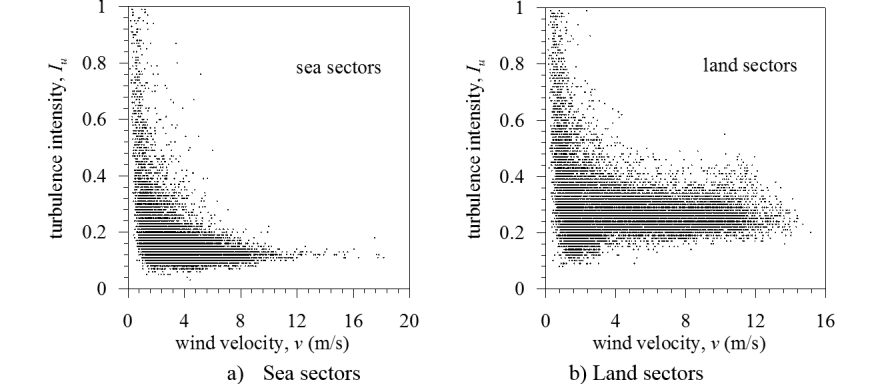 turbulence intensity, Iu
1
0.8
0.6
0.4
0.2
0
sea sectors
0 4 8 12 16 20
wind velocity, v (m/s)
a) Sea sectors
turbulence intensity, Iu
1
0.8
0.6
0.4
0.2
0
land sectors
0 4 8 12 16
wind velocity, v (m/s)
b) Land sectors